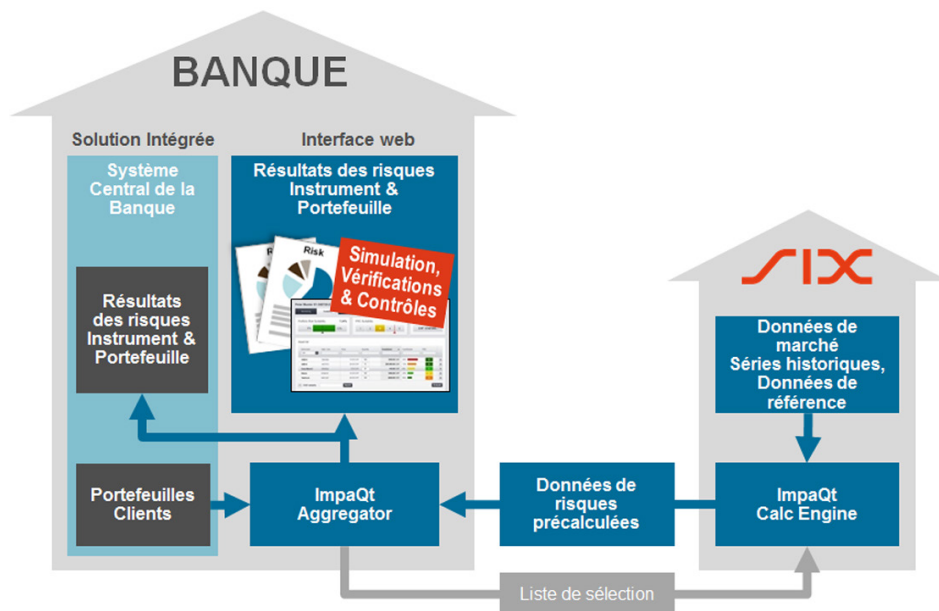 BANQUE
Solution Intégrée
Interface web
Système
Central de la
Banque
Résultats des risques
Instrument &
Portefeuille
Risk
Simulation,
Vérifications
& Contrôles
Résultats
des risques
Instrument &
Portefeuille
SIX
Données de
marché
Séries historiques,
Données de
référence
Portefeuilles
Clients
ImpaQt
Aggregator
Données de
risques
précalculées
ImpaQt
Calc Engine
Liste de sélection